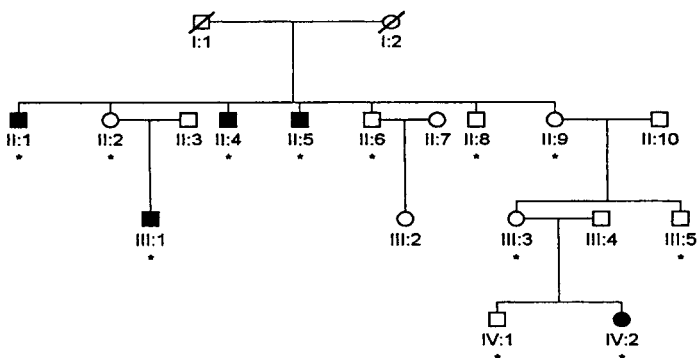 I:1 I:2
II:1 II:2 II:3 II:4 II:5 II:6 II:7 II:8 II:9 II:10
* * * * * * *
III:1 III:2 III:3 III:4 III:5
* * *
IV:1 IV:2
* *